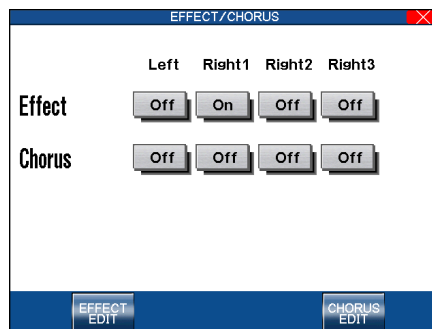 EFFECT/CHORUS
Left Right1 Right2 Right3
Effect Off On Off Off
Chorus Off Off Off Off
EFFECT CHORUS
EDIT EDIT